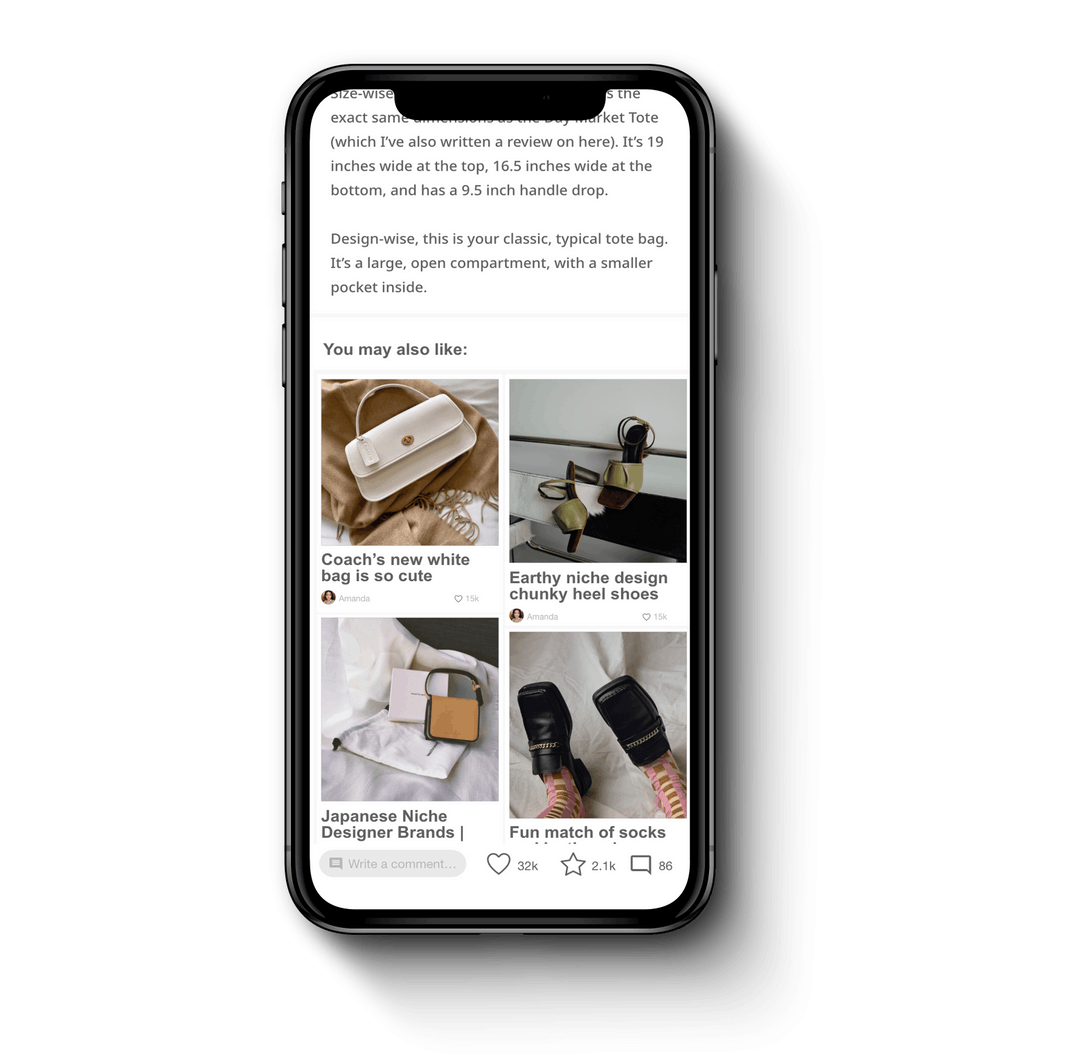 Size-wise s the
exact same dimensions as the Day Market Tote
(which I've also written a review on here). It's 19
inches wide at the top, 16.5 inches wide at the
bottom, and has a 9.5 inch handle drop.
Design-wise, this is your classic, typical tote bag.
It's a large, open compartment, with a smaller
pocket inside.
You may also like:
Coach's new white
bag is so cute
Amanda 15k
Earthy niche design
chunky heel shoes
Amanda 15k
Japanese Niche
Designer Brands |
Fun match of socks
Write a comment...
32k 2.1k 86